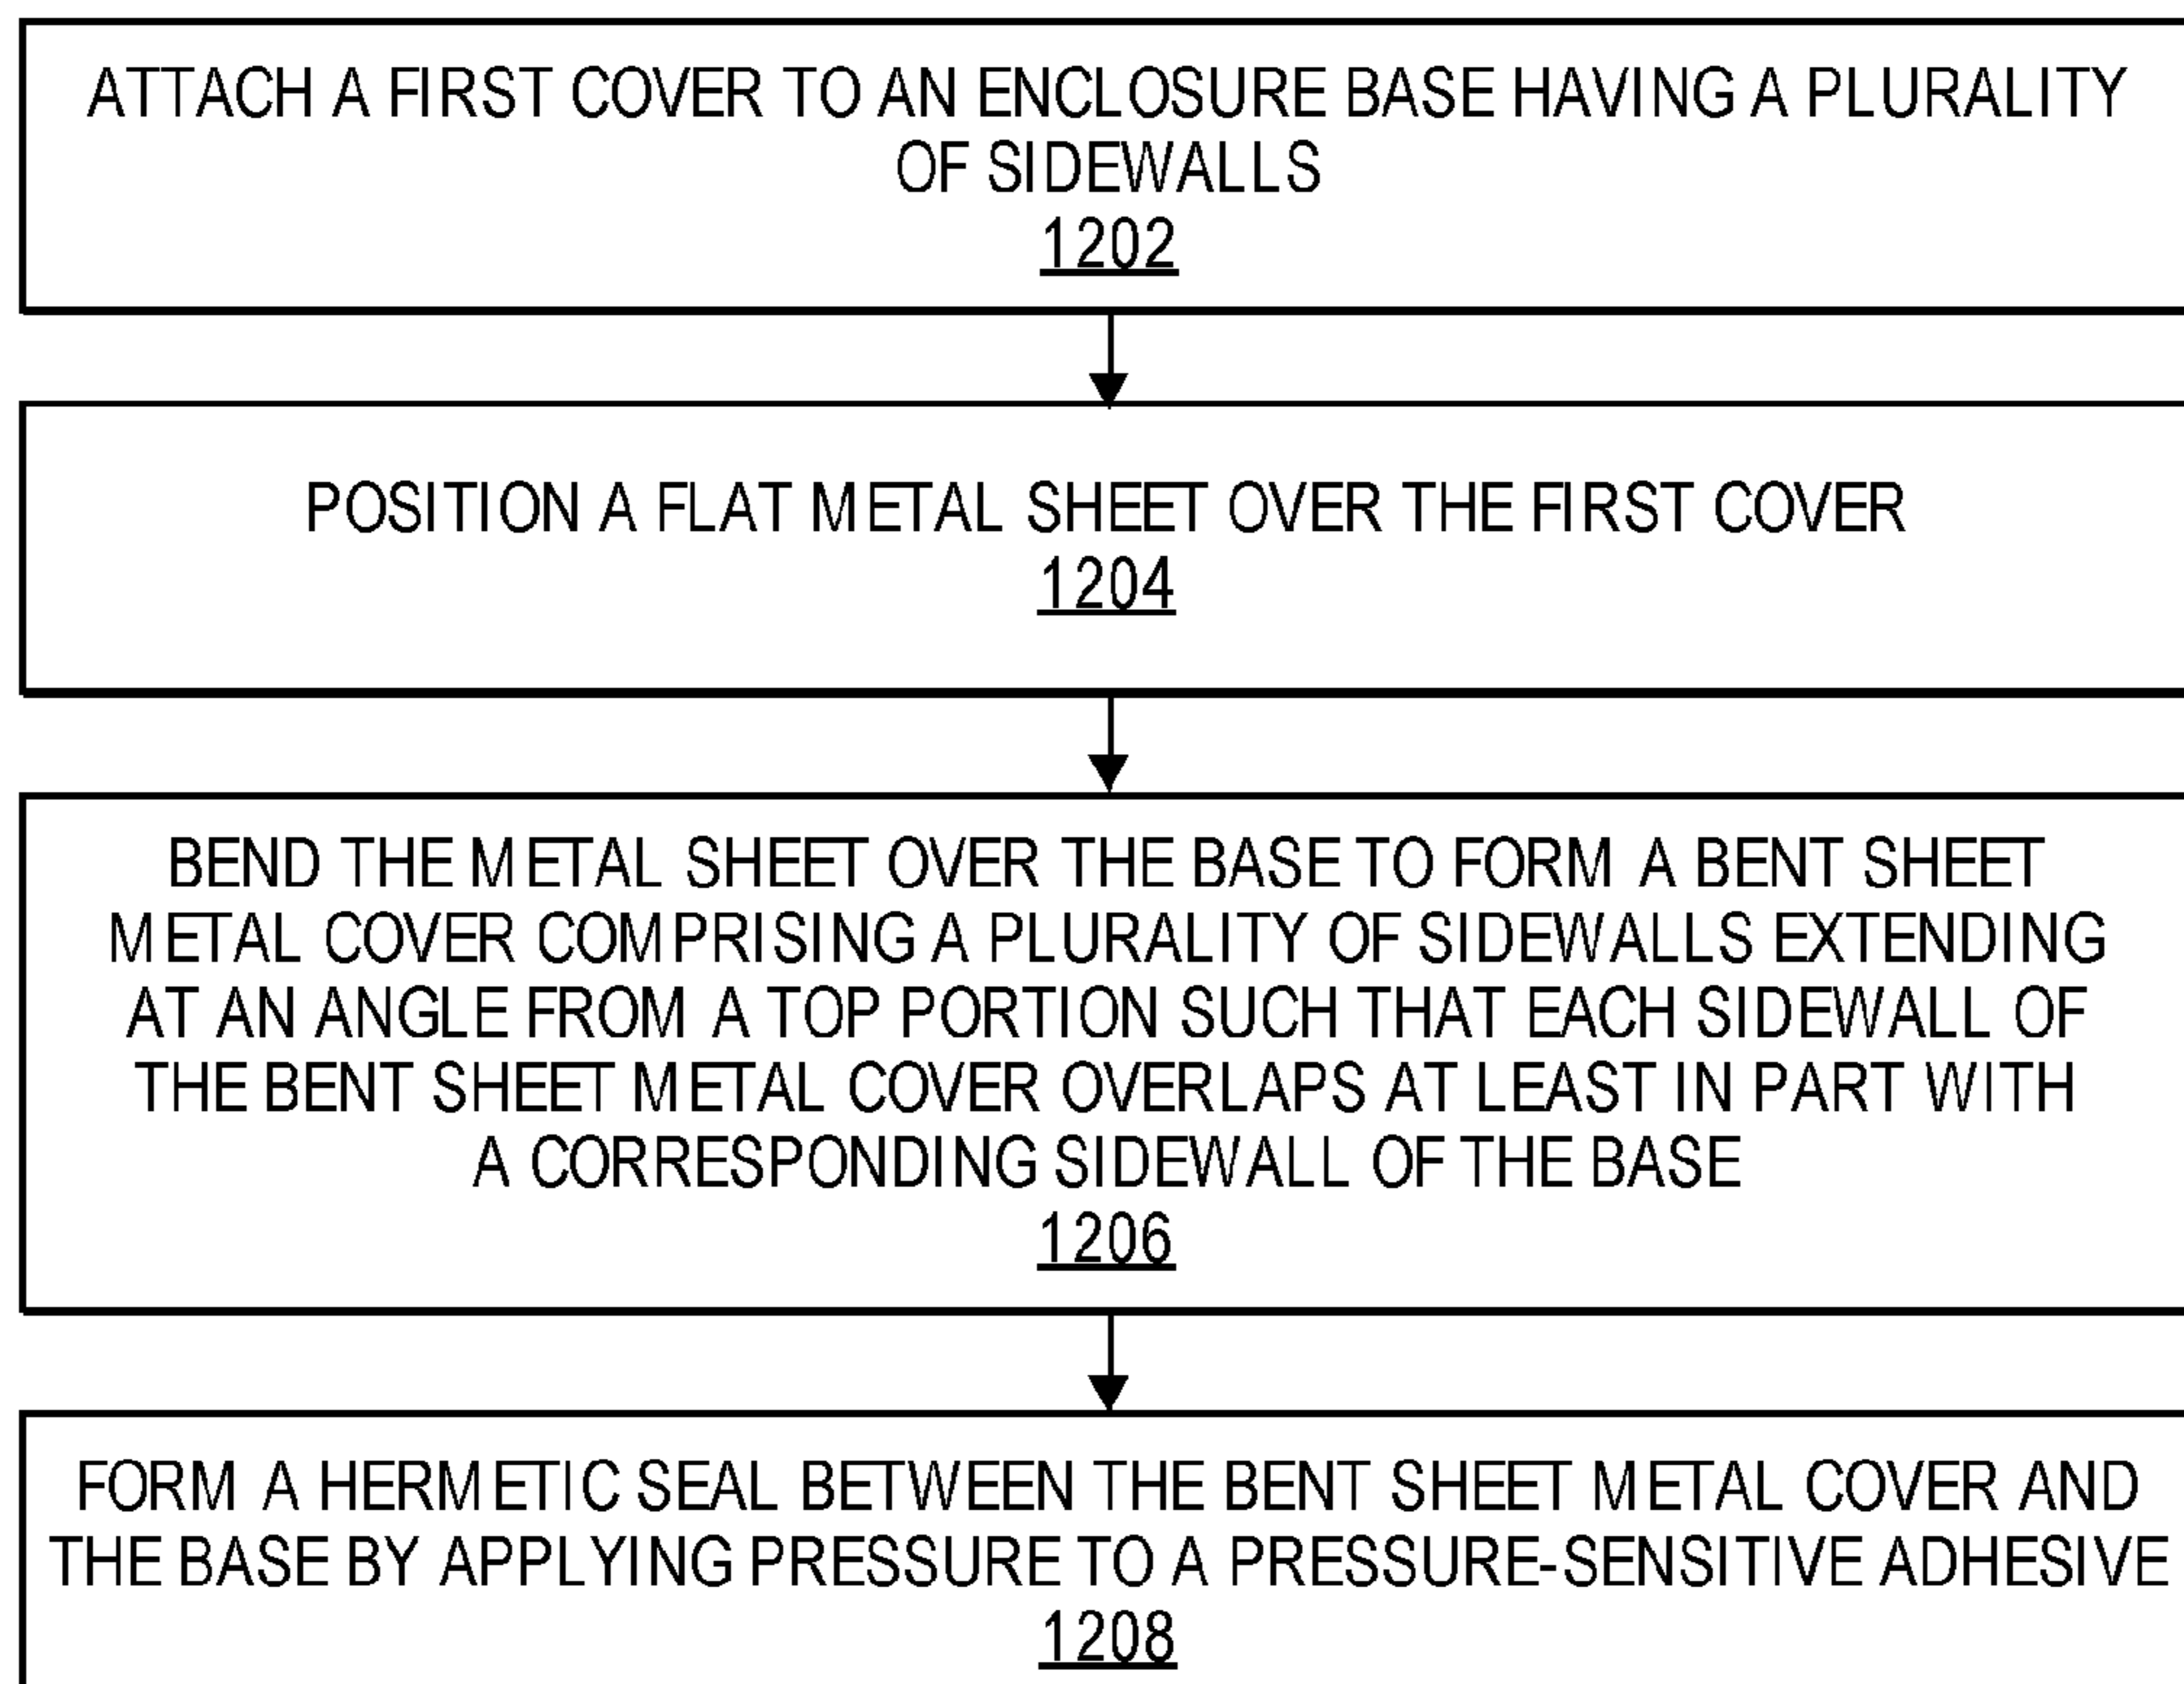 ATTACH A FIRST COVER TO AN ENCLOSURE BASE HAVING A PLURALITY
OF SIDEWALLS
1202
POSITION A FLAT METAL SHEET OVER THE FIRST COVER
1204
BEND THE METAL SHEET OVER THE BASE TO FORM A BENT SHEET
METAL COVER COMPRISING A PLURALITY OF SIDEWALLS EXTENDING
AT AN ANGLE FROM A TOP PORTION SUCH THAT EACH SIDEWALL OF
THE BENT SHEET METAL COVER OVERLAPS AT LEAST IN PART WITH
A CORRESPONDING SIDEWALL OF THE BASE
1206
FORM A HERMETIC SEAL BETWEEN THE BENT SHEET METAL COVER AND
THE BASE BY APPLYING PRESSURE TO A PRESSURE-SENSITIVE ADHESIVE
1208